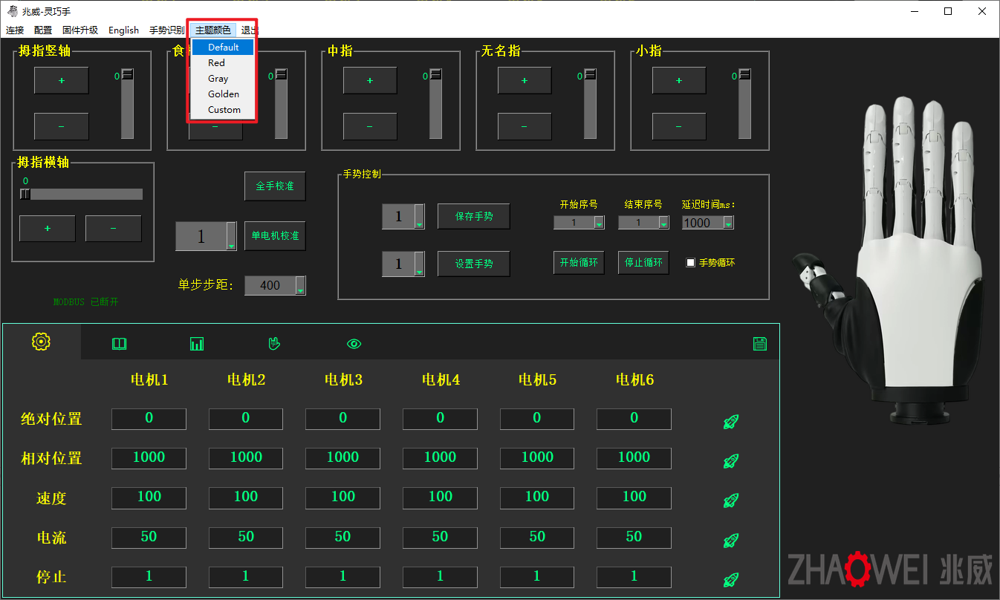 兆威-灵巧手
连接 配置 固件升级 English 手势识别 主题颜色 退出
Default
Red
Gray
Golden
Custom
拇指竖轴 食 中指 无名指 小指
+ 0 0 + 0 + 0 + 0
- - - - -
拇指横轴
0
+ -
全手校准
1 单电机校准
单步步距: 400
MODBUS 已断开
手势控制
1 保存手势
1 设置手势
开始序号 结束序号 延迟时间ms:
1 1 1000
开始循环 停止循环 手势循环
电机1 电机2 电机3 电机4 电机5 电机6
绝对位置 0 0 0 0 0 0
相对位置 1000 1000 1000 1000 1000 1000
速度 100 100 100 100 100 100
电流 50 50 50 50 50 50
停止 1 1 1 1 1 1
ZHAOWEI 兆威